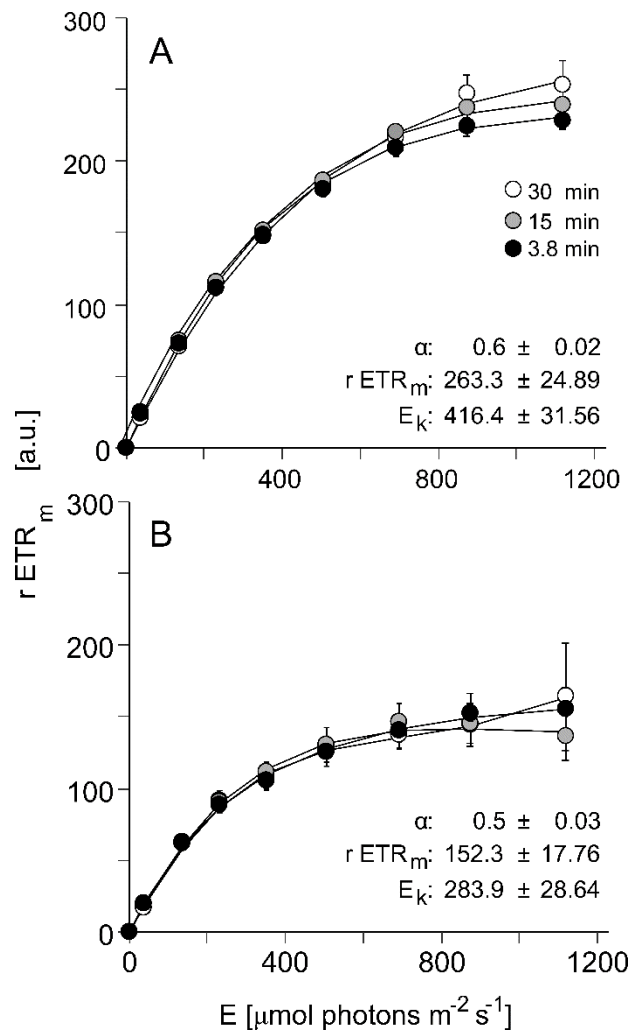 300
A
200
30 min
15 min
3.8 min
100
α: 0.6 ± 0.02
r ETRm: 263.3 ± 24.89
Ek: 416.4 ± 31.56
0
400 800 1200
r ETR m [a.u.]
300
B
200
100
α: 0.5 ± 0.03
r ETRm: 152.3 ± 17.76
Ek: 283.9 ± 28.64
0
0 400 800 1200
E [μmol photons m⁻² s⁻¹]